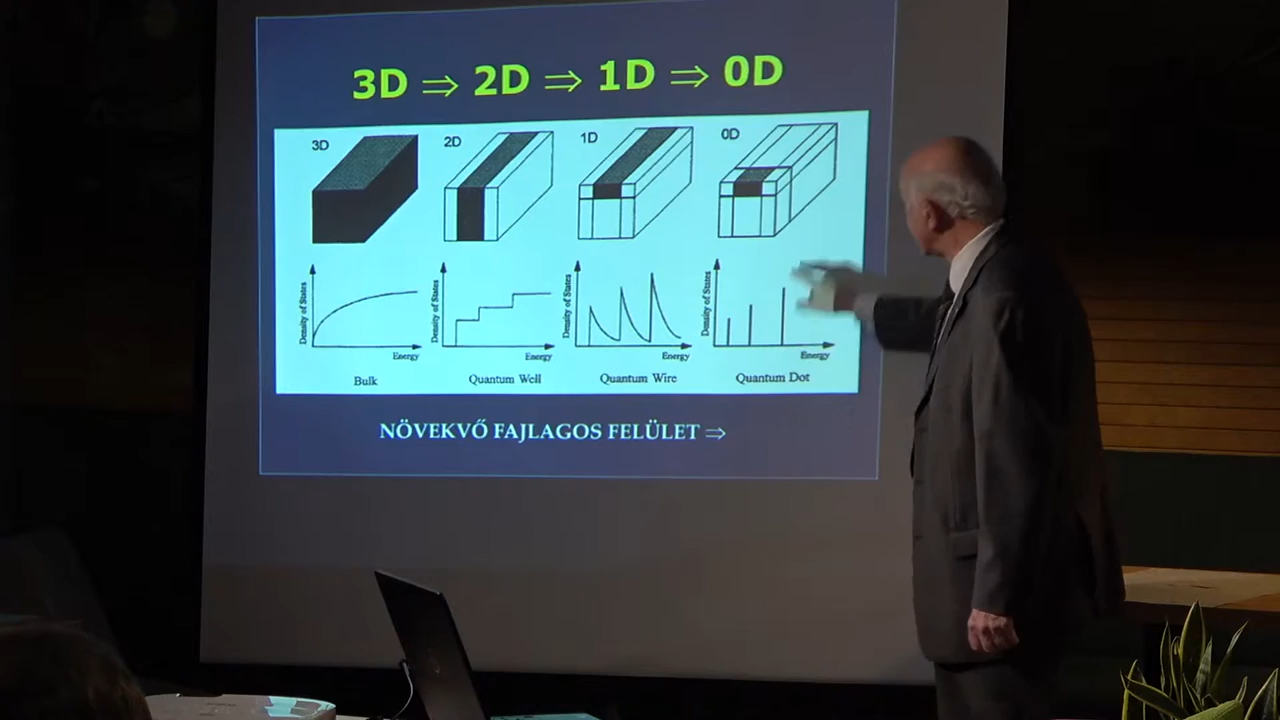 3D ⇒ 2D ⇒ 1D ⇒ 0D
3D
2D
1D
0D
Density of States
Energy
Bulk
Density of States
Energy
Quantum Well
Density of States
Energy
Quantum Wire
Density of States
Energy
Quantum Dot
NÖVEKVŐ FAJLAGOS FELÜLET ⇒